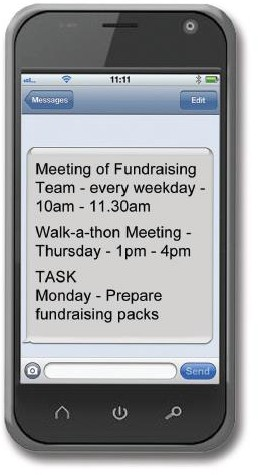 11:11
Messages
Edit
Meeting of Fundraising
Team - every weekday -
10am - 11.30am
Walk-a-thon Meeting -
Thursday - 1pm - 4pm
TASK
Monday - Prepare
fundraising packs
Send